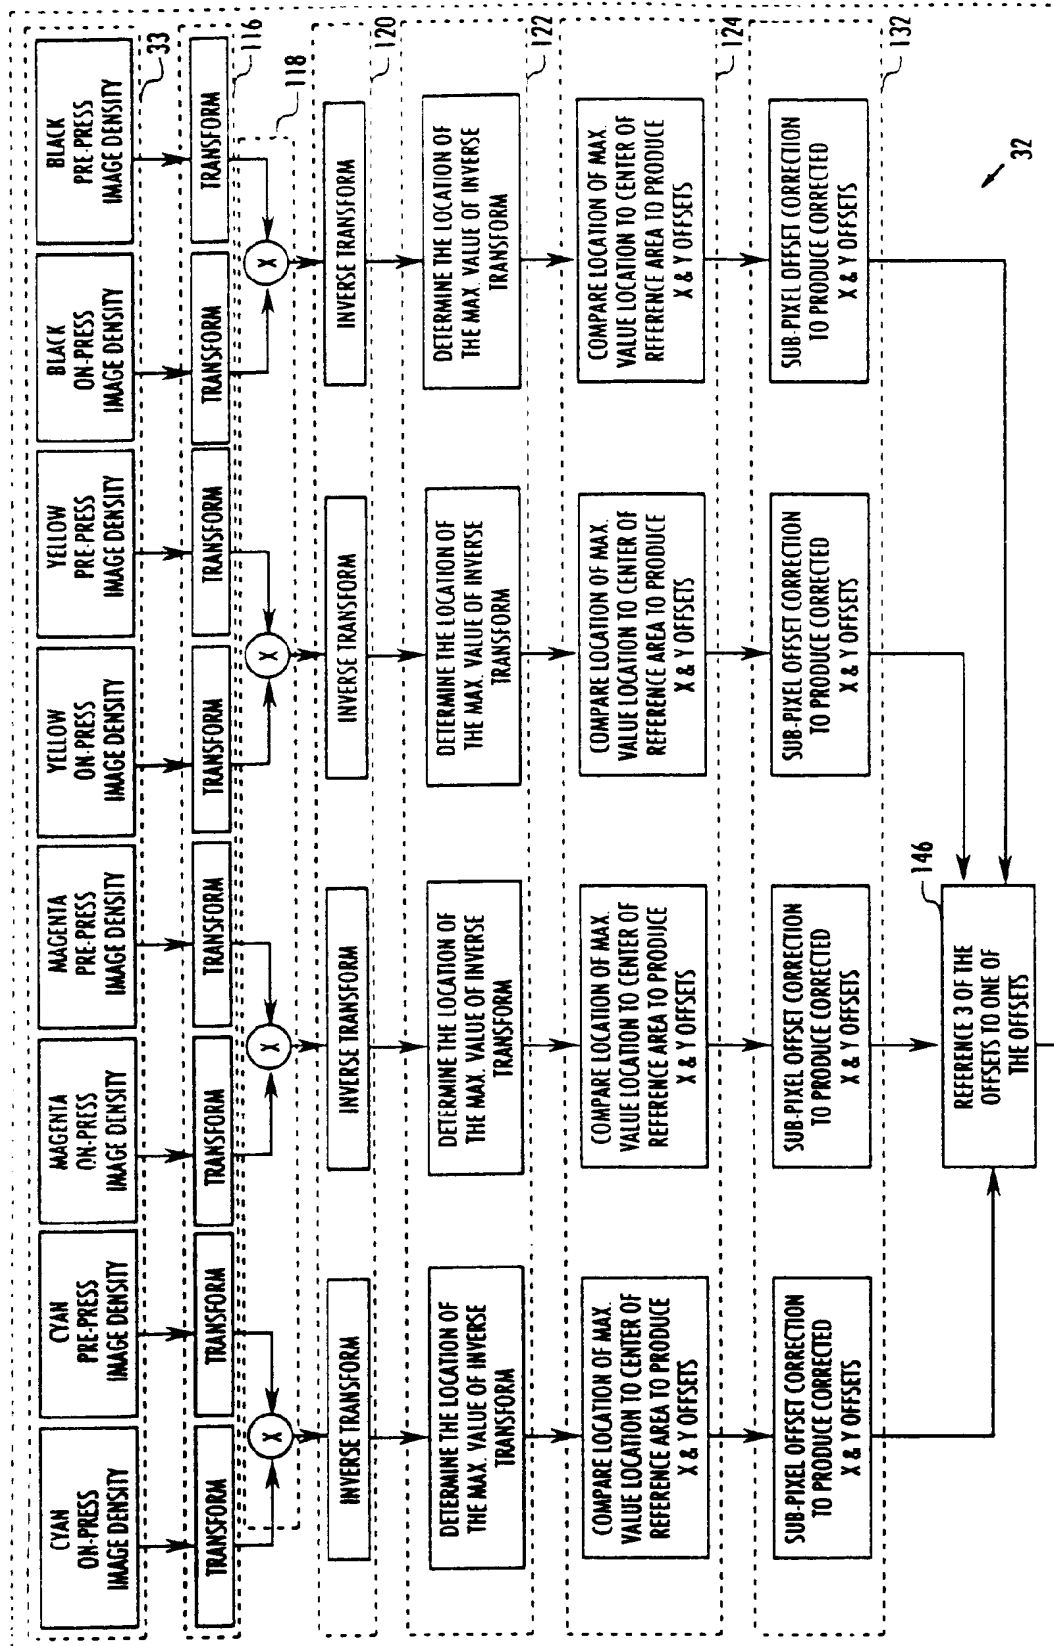 CYAN
ON-PRESS
IMAGE DENSITY
CYAN
PRE-PRESS
IMAGE DENSITY
MAGENTA
ON-PRESS
IMAGE DENSITY
MAGENTA
PRE-PRESS
IMAGE DENSITY
YELLOW
ON-PRESS
IMAGE DENSITY
YELLOW
PRE-PRESS
IMAGE DENSITY
BLACK
ON-PRESS
IMAGE DENSITY
BLACK
PRE-PRESS
IMAGE DENSITY
33
TRANSFORM
TRANSFORM
TRANSFORM
TRANSFORM
TRANSFORM
TRANSFORM
TRANSFORM
TRANSFORM
116
X
X
X
X
118
INVERSE TRANSFORM
INVERSE TRANSFORM
INVERSE TRANSFORM
INVERSE TRANSFORM
120
DETERMINE THE LOCATION OF
THE MAX. VALUE OF INVERSE
TRANSFORM
DETERMINE THE LOCATION OF
THE MAX. VALUE OF INVERSE
TRANSFORM
DETERMINE THE LOCATION OF
THE MAX. VALUE OF INVERSE
TRANSFORM
DETERMINE THE LOCATION OF
THE MAX. VALUE OF INVERSE
TRANSFORM
122
COMPARE LOCATION OF MAX.
VALUE LOCATION TO CENTER OF
REFERENCE AREA TO PRODUCE
X & Y OFFSETS
COMPARE LOCATION OF MAX.
VALUE LOCATION TO CENTER OF
REFERENCE AREA TO PRODUCE
X & Y OFFSETS
COMPARE LOCATION OF MAX.
VALUE LOCATION TO CENTER OF
REFERENCE AREA TO PRODUCE
X & Y OFFSETS
COMPARE LOCATION OF MAX.
VALUE LOCATION TO CENTER OF
REFERENCE AREA TO PRODUCE
X & Y OFFSETS
124
SUB-PIXEL OFFSET CORRECTION
TO PRODUCE CORRECTED
X & Y OFFSETS
SUB-PIXEL OFFSET CORRECTION
TO PRODUCE CORRECTED
X & Y OFFSETS
SUB-PIXEL OFFSET CORRECTION
TO PRODUCE CORRECTED
X & Y OFFSETS
SUB-PIXEL OFFSET CORRECTION
TO PRODUCE CORRECTED
X & Y OFFSETS
132
146
REFERENCE 3 OF THE
OFFSETS TO ONE OF
THE OFFSETS
32